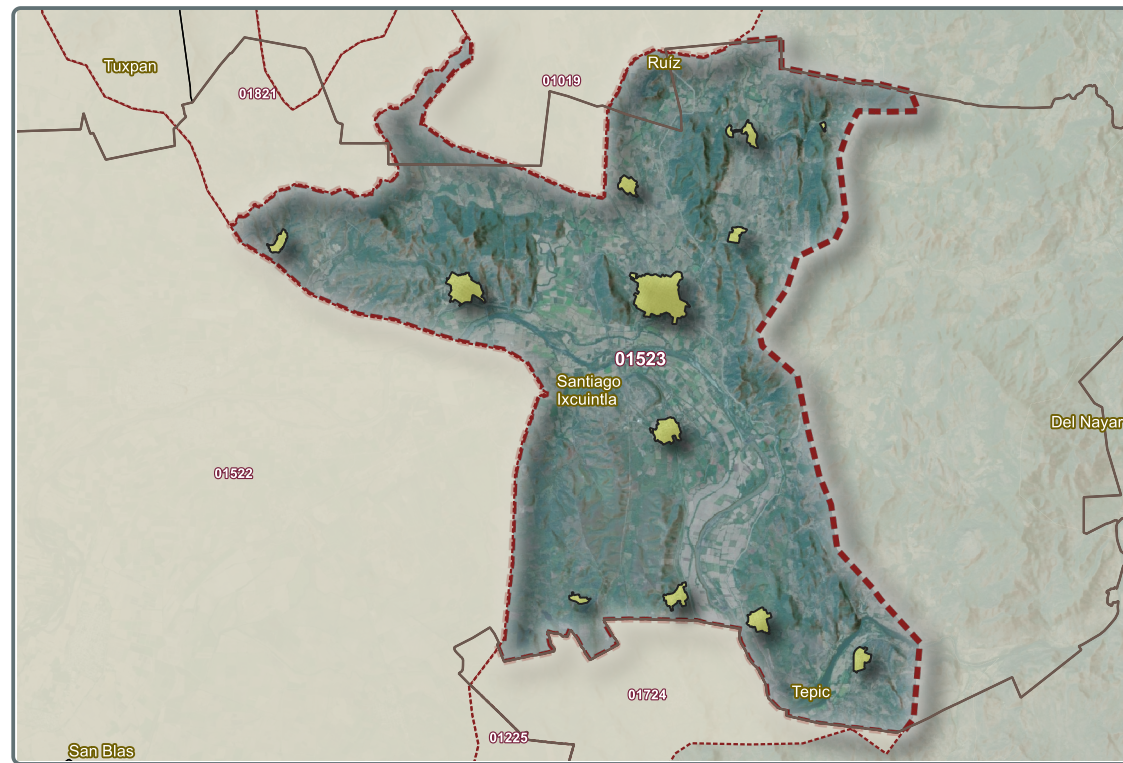 Ruíz
Tuxpan
01019
01821
01523
Santiago
Ixcuintla
Del Nayar
01522
Tepic
01724
01225
San Blas